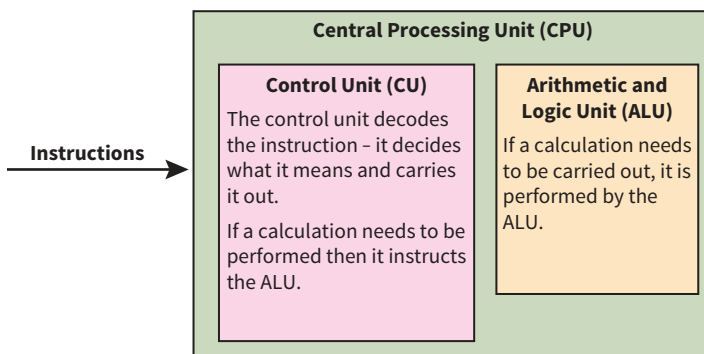 Central Processing Unit (CPU)
Instructions
Control Unit (CU)
The control unit decodes
the instruction – it decides
what it means and carries
it out.
If a calculation needs to be
performed then it instructs
the ALU.
Arithmetic and
Logic Unit (ALU)
If a calculation needs
to be carried out, it is
performed by the
ALU.